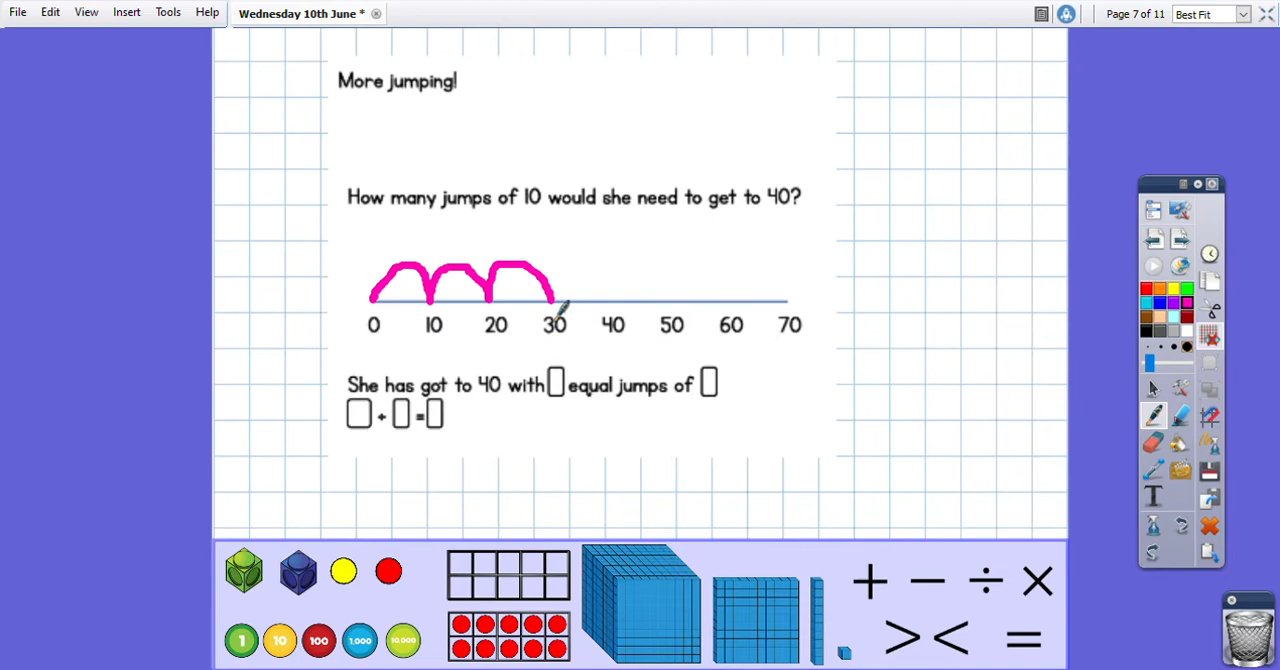 File Edit View Insert Tools Help Wednesday 10th June * Page 7 of 11 Best Fit
More jumping!
How many jumps of 10 would she need to get to 40?
0 10 20 30 40 50 60 70
She has got to 40 with equal jumps of
+ =
+ − ÷ ×
1 10 100 1,000 10,000 > < =
T